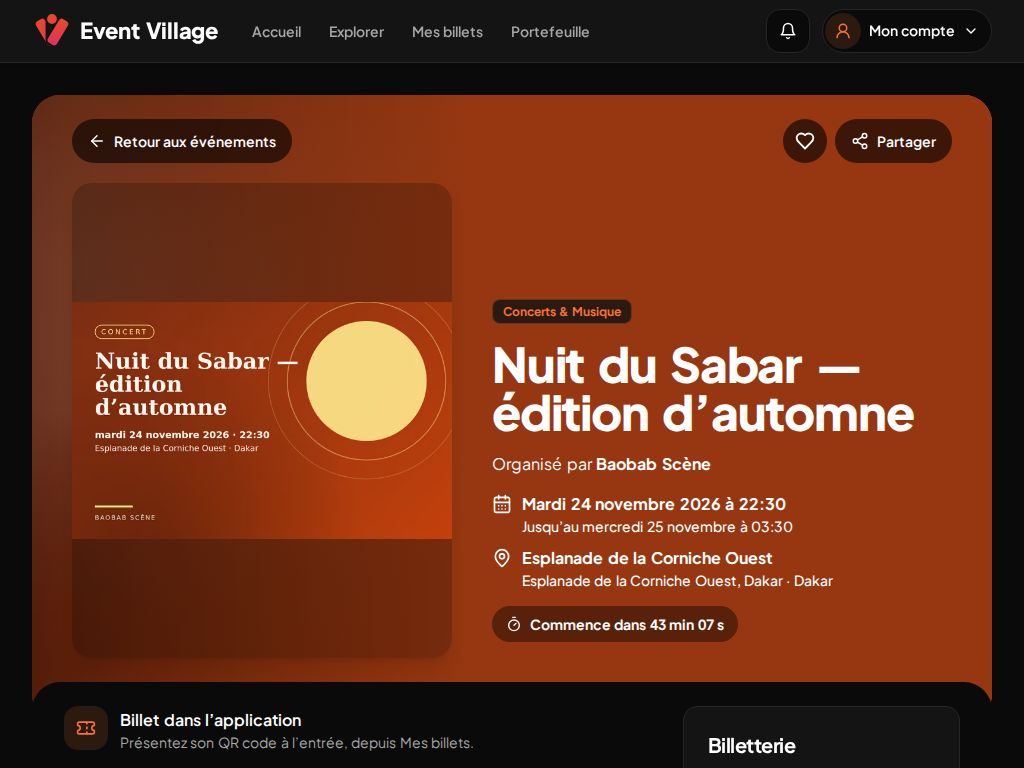 Event Village
Accueil
Explorer
Mes billets
Portefeuille
Mon compte
Retour aux événements
Partager
CONCERT
Nuit du Sabar —
édition
d’automne
mardi 24 novembre 2026 · 22:30
Esplanade de la Corniche Ouest · Dakar
BAOBAB SCÈNE
Concerts & Musique
Nuit du Sabar —
édition d’automne
Organisé par Baobab Scène
Mardi 24 novembre 2026 à 22:30
Jusqu’au mercredi 25 novembre à 03:30
Esplanade de la Corniche Ouest
Esplanade de la Corniche Ouest, Dakar · Dakar
Commence dans 43 min 07 s
Billet dans l’application
Présentez son QR code à l’entrée, depuis Mes billets.
Billetterie